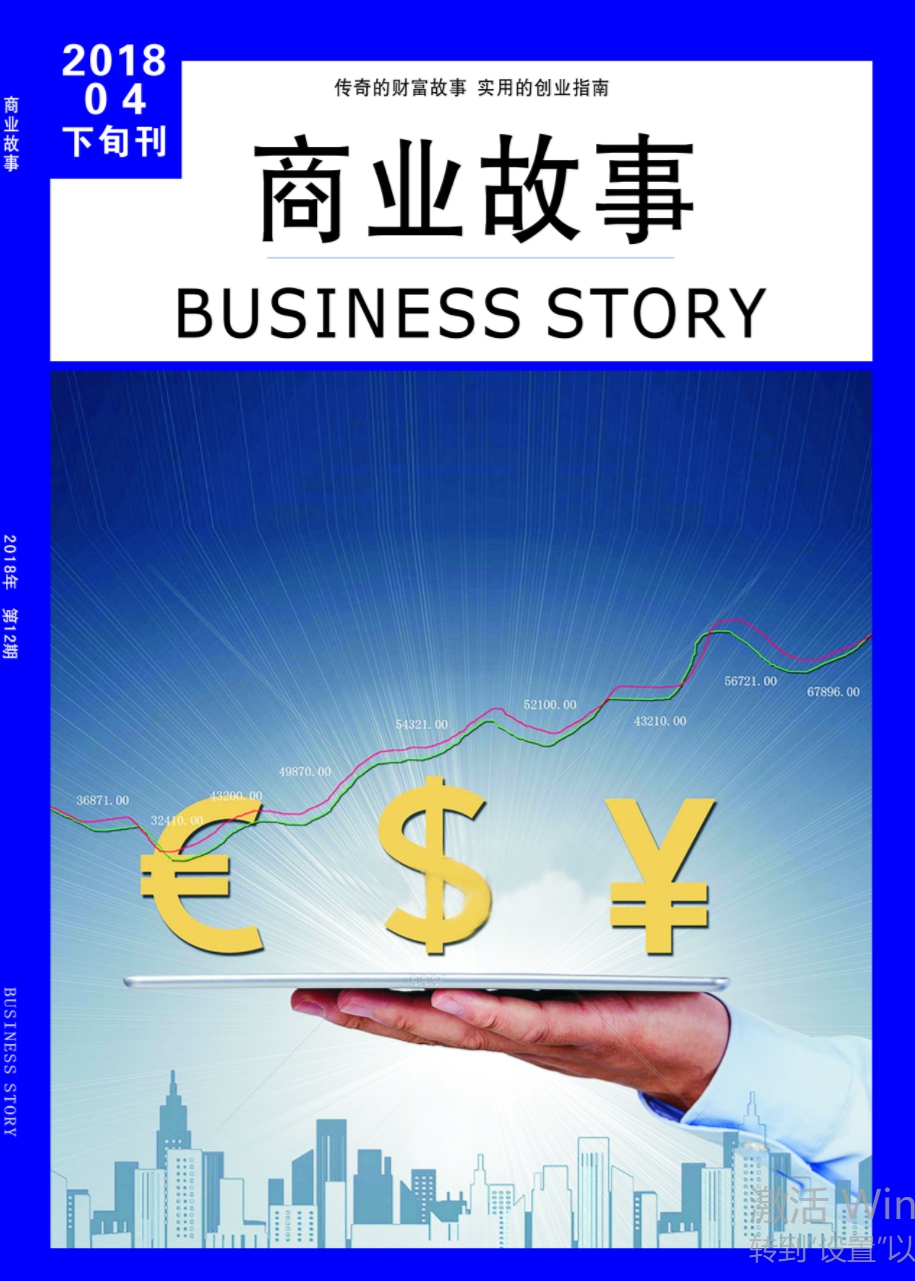 2018
04
下旬刊
传奇的财富故事 实用的创业指南
商业故事
BUSINESS STORY
商业故事
2018年 第12期
BUSINESS STORY
36871.00
32410.00
43200.00
49870.00
54321.00
52100.00
43210.00
56721.00
67896.00
€ $ ¥
激活 Win
转到“设置”以